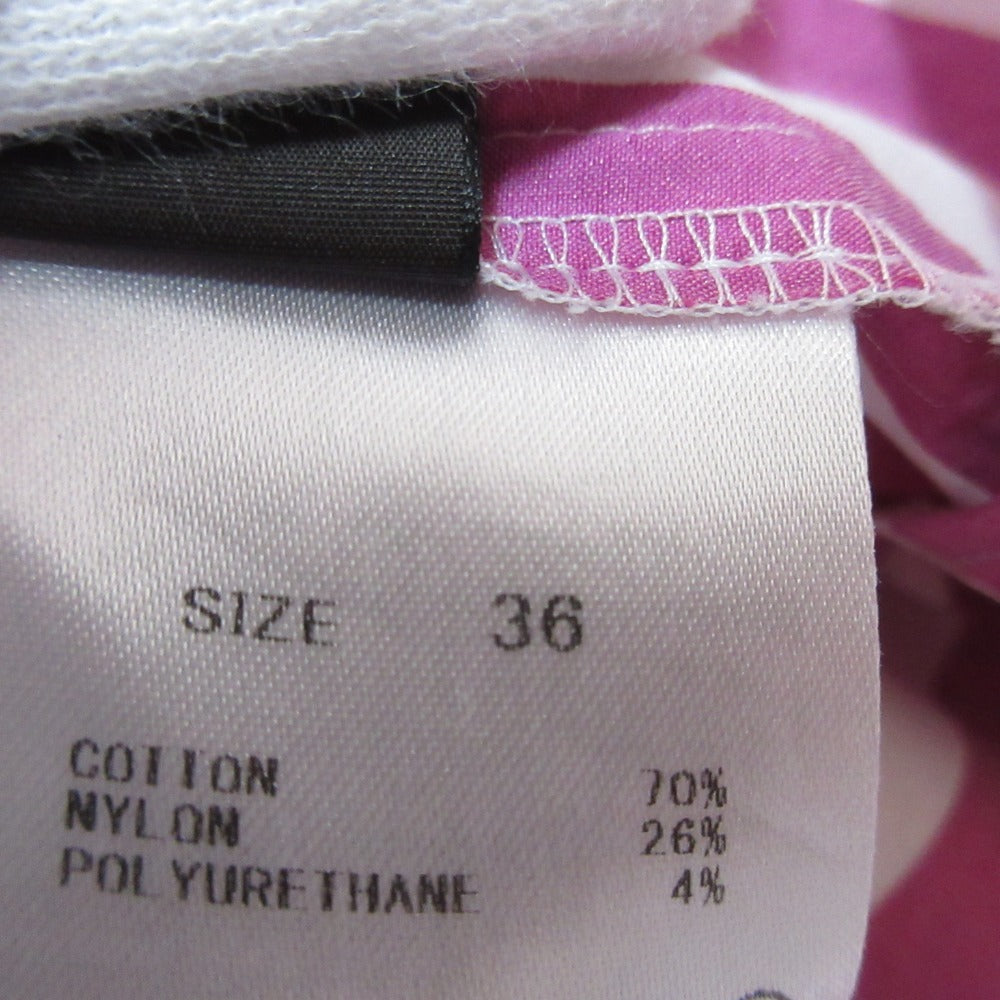 SIZE 36
COTTON 70%
NYLON 26%
POLYURETHANE 4%